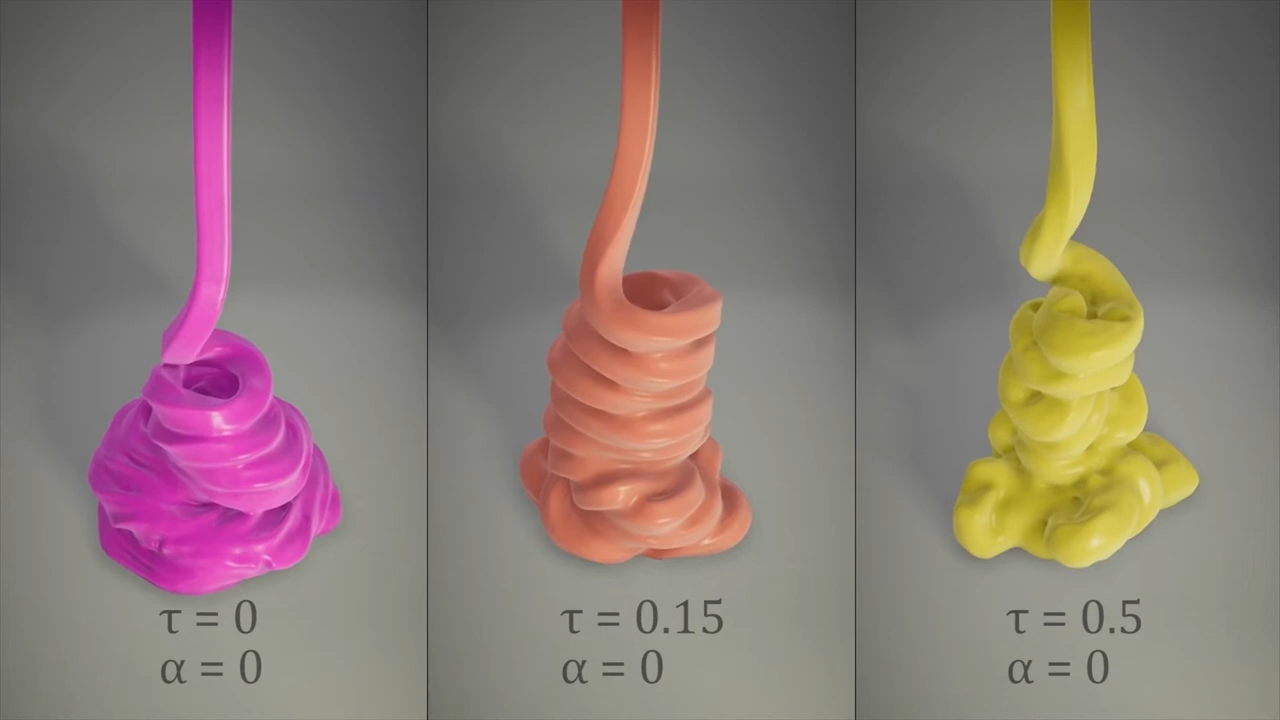 τ = 0
α = 0
τ = 0.15
α = 0
τ = 0.5
α = 0